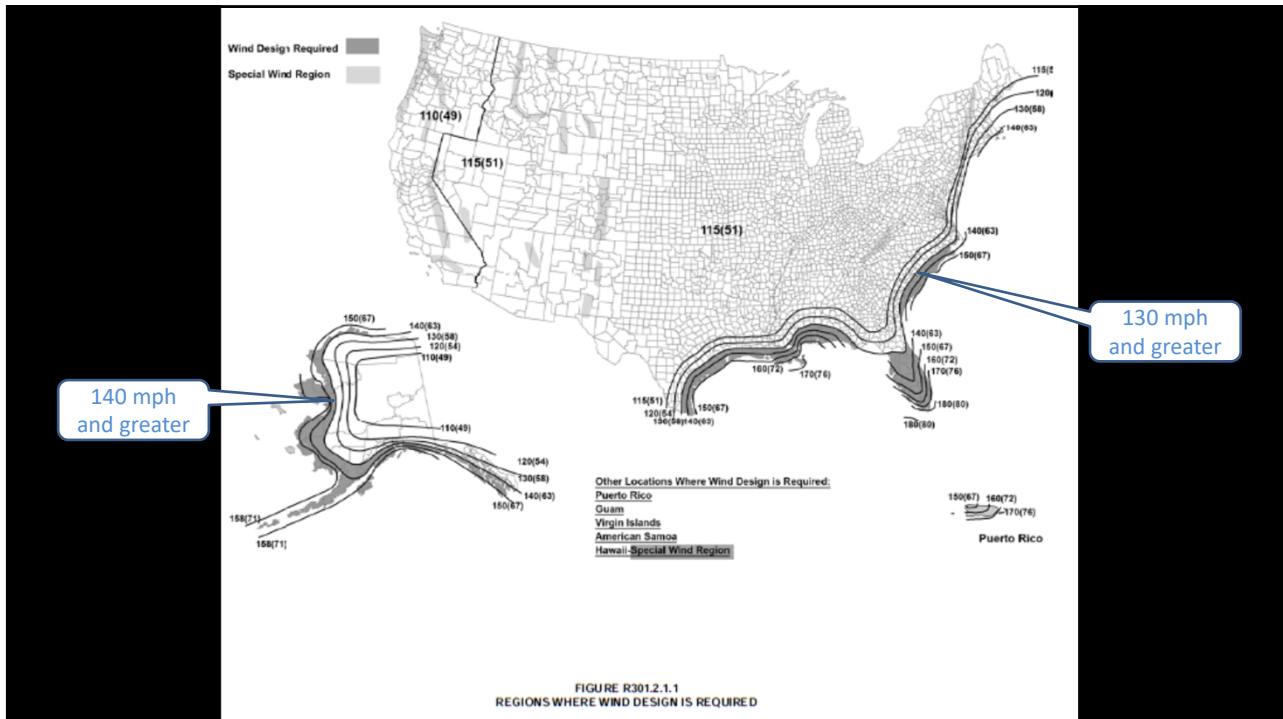 Wind Design Required
Special Wind Region
110(49)
115(51)
115(51)
115(5
120(
130(58)
140(63)
140(63)
150(67)
130 mph
and greater
140(63)
150(67)
160(72)
170(76)
180(80)
180(80)
160(72)
170(76)
115(51)
120(54)
130(58)
140(63)
150(67)
150(67)
140(63)
130(58)
120(54)
110(49)
140 mph
and greater
110(49)
120(54)
130(58)
140(63)
150(67)
158(71)
158(71)
Other Locations Where Wind Design is Required:
Puerto Rico
Guam
Virgin Islands
American Samoa
Hawaii-Special Wind Region
150(67)
160(72)
170(76)
Puerto Rico
FIGURE R301.2.1.1
REGIONS WHERE WIND DESIGN IS REQUIRED